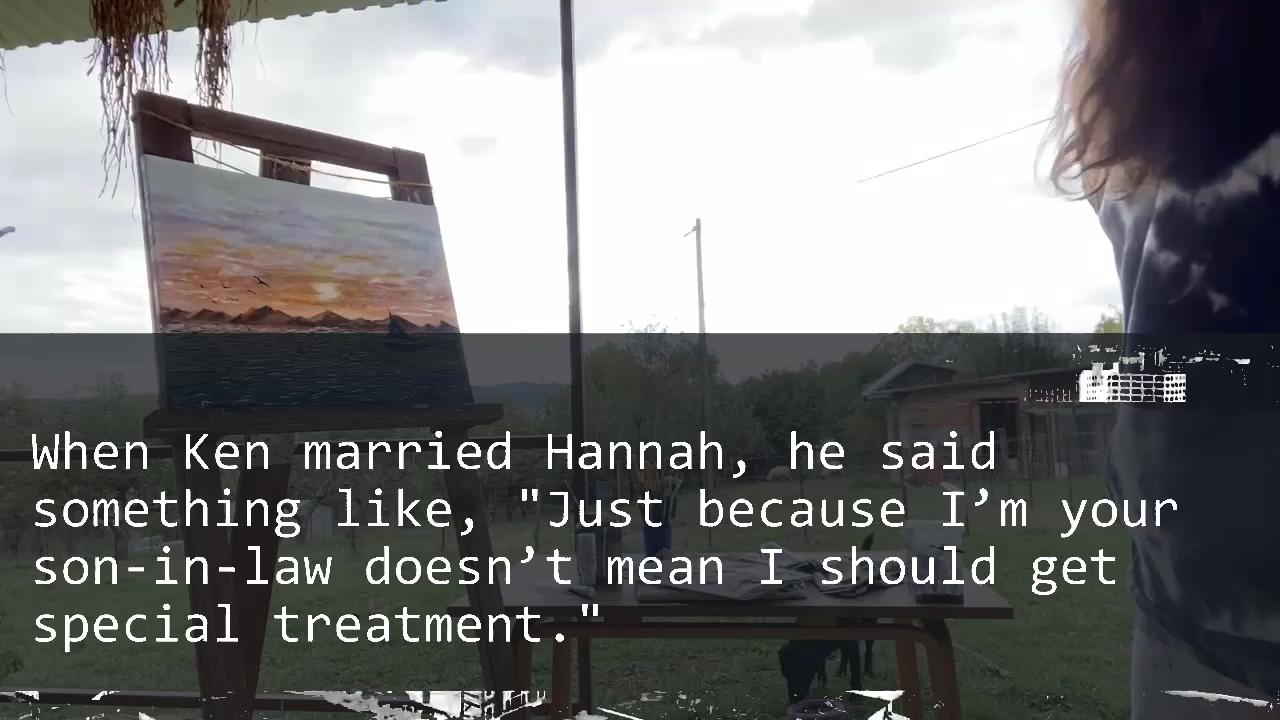 When Ken married Hannah, he said
something like, "Just because I’m your
son-in-law doesn’t mean I should get
special treatment."